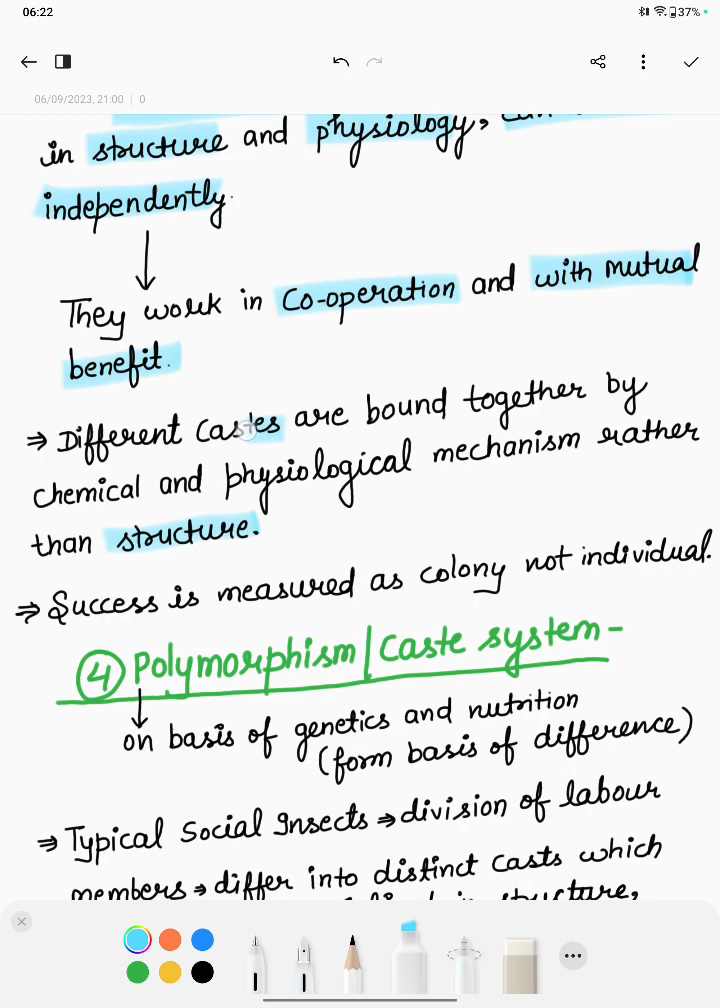 06:22
37%
06/09/2023, 21:00 | 0
in structure and physiology,
independently.
↓
They work in Co-operation and with mutual
benefit.
⇒ Different Castes are bound together by
chemical and physiological mechanism rather
than structure.
⇒ Success is measured as colony not individual.
④ Polymorphism | Caste system -
↓
on basis of genetics and nutrition
(form basis of difference)
⇒ Typical Social Insects → division of labour
members → differ into distinct casts which
structure,